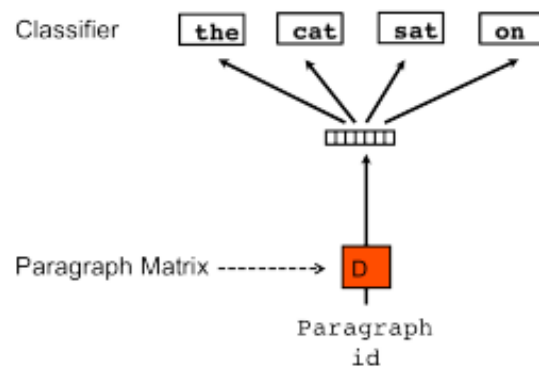 Classifier the cat sat on
Paragraph Matrix D
Paragraph
id